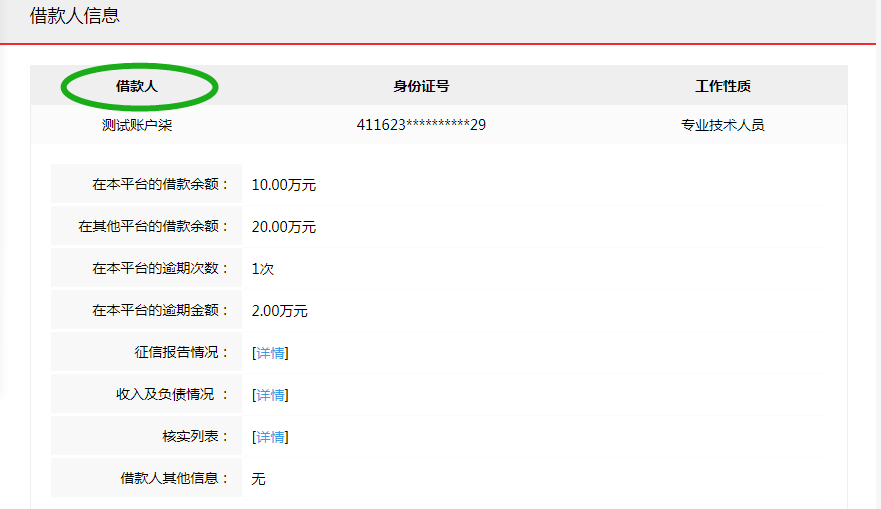 借款人信息
借款人 身份证号 工作性质
测试账户柒 411623**********29 专业技术人员
在本平台的借款余额： 10.00万元
在其他平台的借款余额： 20.00万元
在本平台的逾期次数： 1次
在本平台的逾期金额： 2.00万元
征信报告情况： [详情]
收入及负债情况 ： [详情]
核实列表： [详情]
借款人其他信息： 无